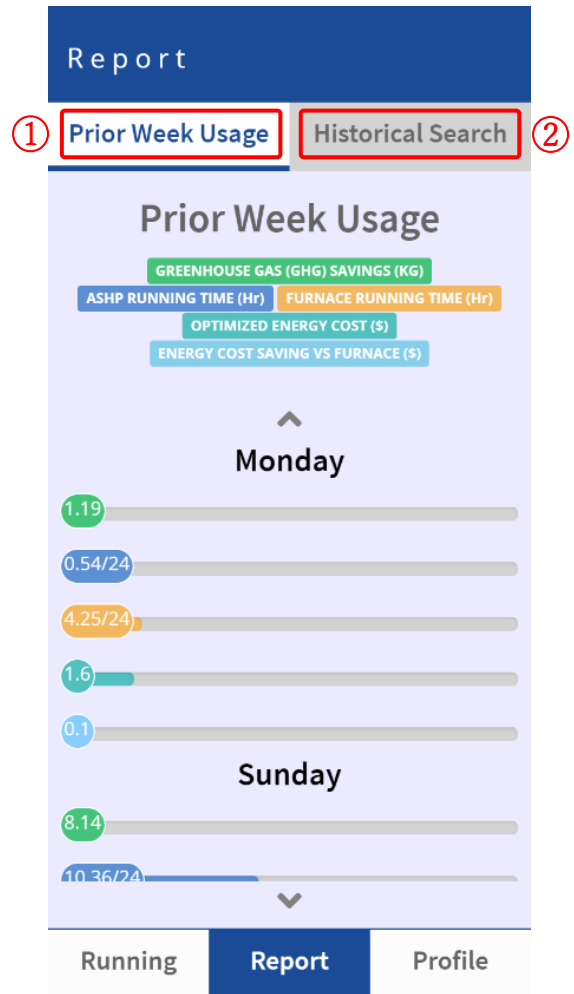 Report
① Prior Week Usage Historical Search ②
Prior Week Usage
GREENHOUSE GAS (GHG) SAVINGS (KG)
ASHP RUNNING TIME (Hr) FURNACE RUNNING TIME (Hr)
OPTIMIZED ENERGY COST ($)
ENERGY COST SAVING VS FURNACE ($)
Monday
1.19
0.54/24
4.25/24
1.6
0.1
Sunday
8.14
10.36/24
Running Report Profile